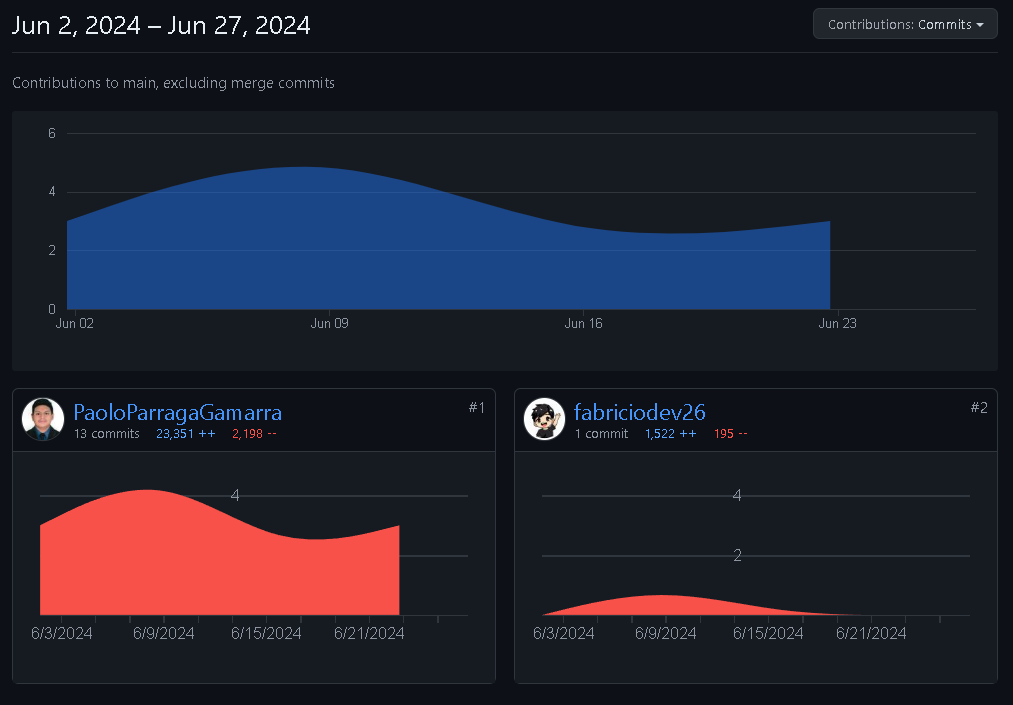 Jun 2, 2024 – Jun 27, 2024
Contributions: Commits
Contributions to main, excluding merge commits
6
4
2
0
Jun 02 Jun 09 Jun 16 Jun 23
PaoloParragaGamarra #1
13 commits 23,351 ++ 2,198 --
4
6/3/2024 6/9/2024 6/15/2024 6/21/2024
fabriciodev26 #2
1 commit 1,522 ++ 195 --
4
2
6/3/2024 6/9/2024 6/15/2024 6/21/2024